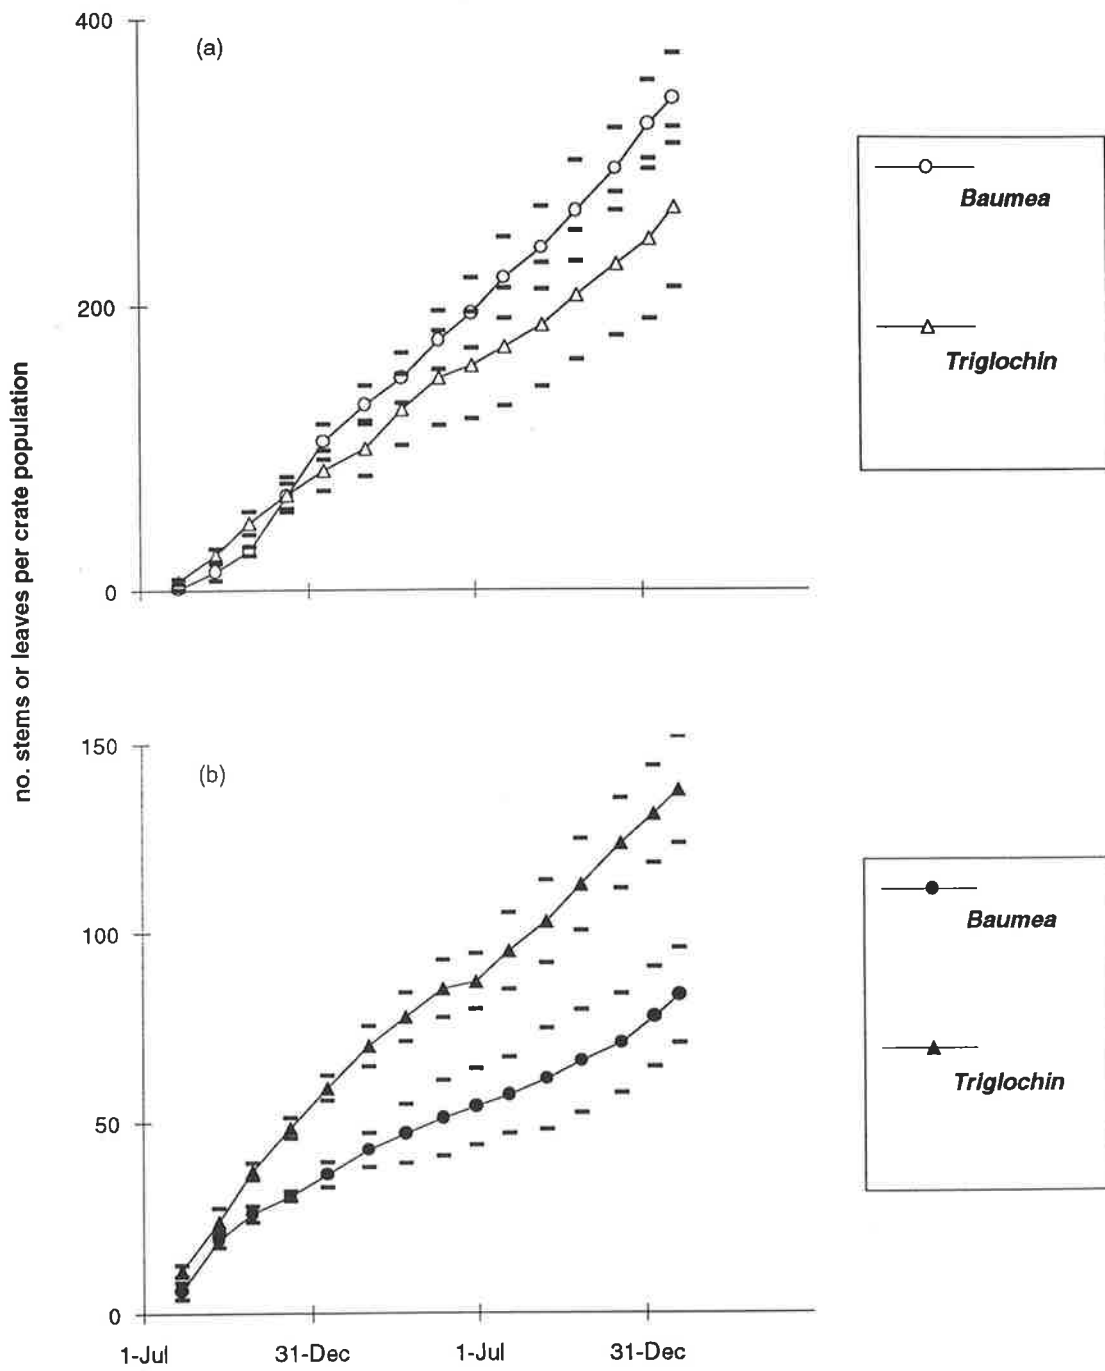 400
(a)
200
0
Baumea
Triglochin
no. stems or leaves per crate population
150
(b)
100
50
0
1-Jul 31-Dec 1-Jul 31-Dec
Baumea
Triglochin